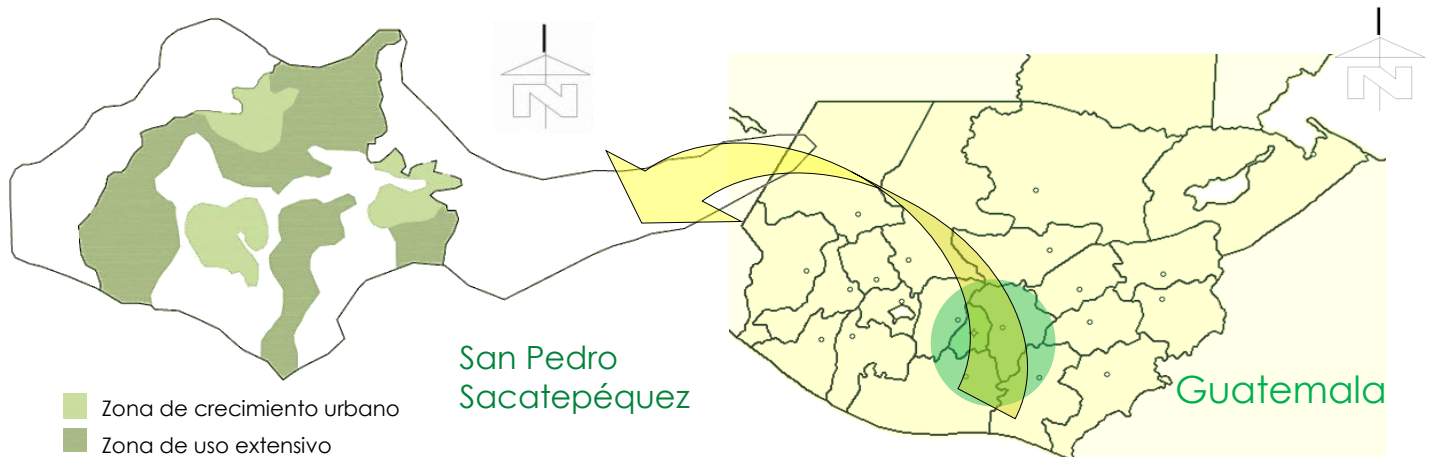 N
N
San Pedro
Sacatepéquez
Guatemala
Zona de crecimiento urbano
Zona de uso extensivo